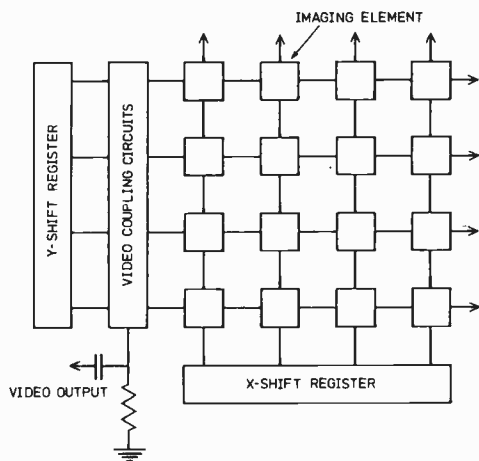 IMAGING ELEMENT
Y-SHIFT REGISTER
VIDEO COUPLING CIRCUITS
VIDEO OUTPUT
X-SHIFT REGISTER